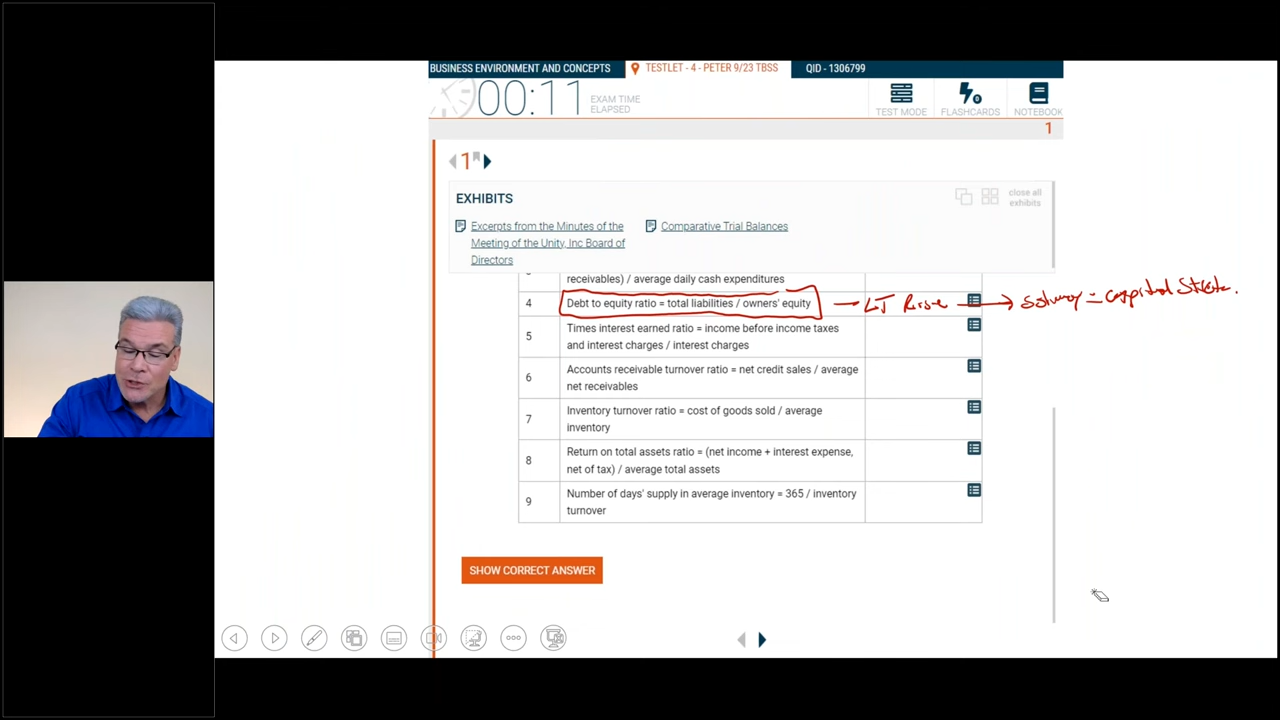 BUSINESS ENVIRONMENT AND CONCEPTS
TESTLET - 4 - PETER 9/23 TBSS
QID - 1306799
00:11
EXAM TIME
ELAPSED
TEST MODE
FLASHCARDS
NOTEBOOK
1
1
EXHIBITS
close all
exhibits
Excerpts from the Minutes of the
Meeting of the Unity, Inc Board of
Directors
Comparative Trial Balances
receivables) / average daily cash expenditures
4
Debt to equity ratio = total liabilities / owners' equity
LT
5
Times interest earned ratio = income before income taxes
and interest charges / interest charges
6
Accounts receivable turnover ratio = net credit sales / average
net receivables
7
Inventory turnover ratio = cost of goods sold / average
inventory
8
Return on total assets ratio = (net income + interest expense,
net of tax) / average total assets
9
Number of days' supply in average inventory = 365 / inventory
turnover
SHOW CORRECT ANSWER